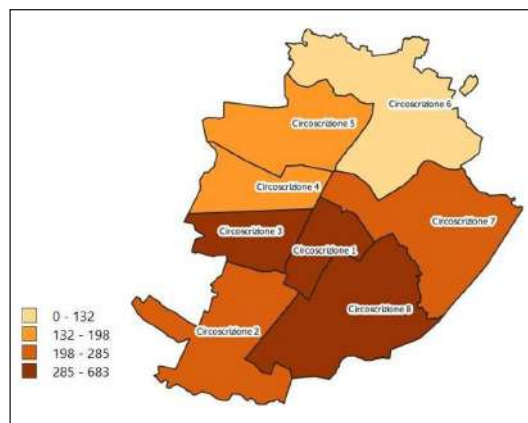 Circoscrizione 6
Circoscrizione 5
Circoscrizione 4
Circoscrizione 7
Circoscrizione 3
Circoscrizione 1
Circoscrizione 8
Circoscrizione 2
0 - 132
132 - 198
198 - 285
285 - 683